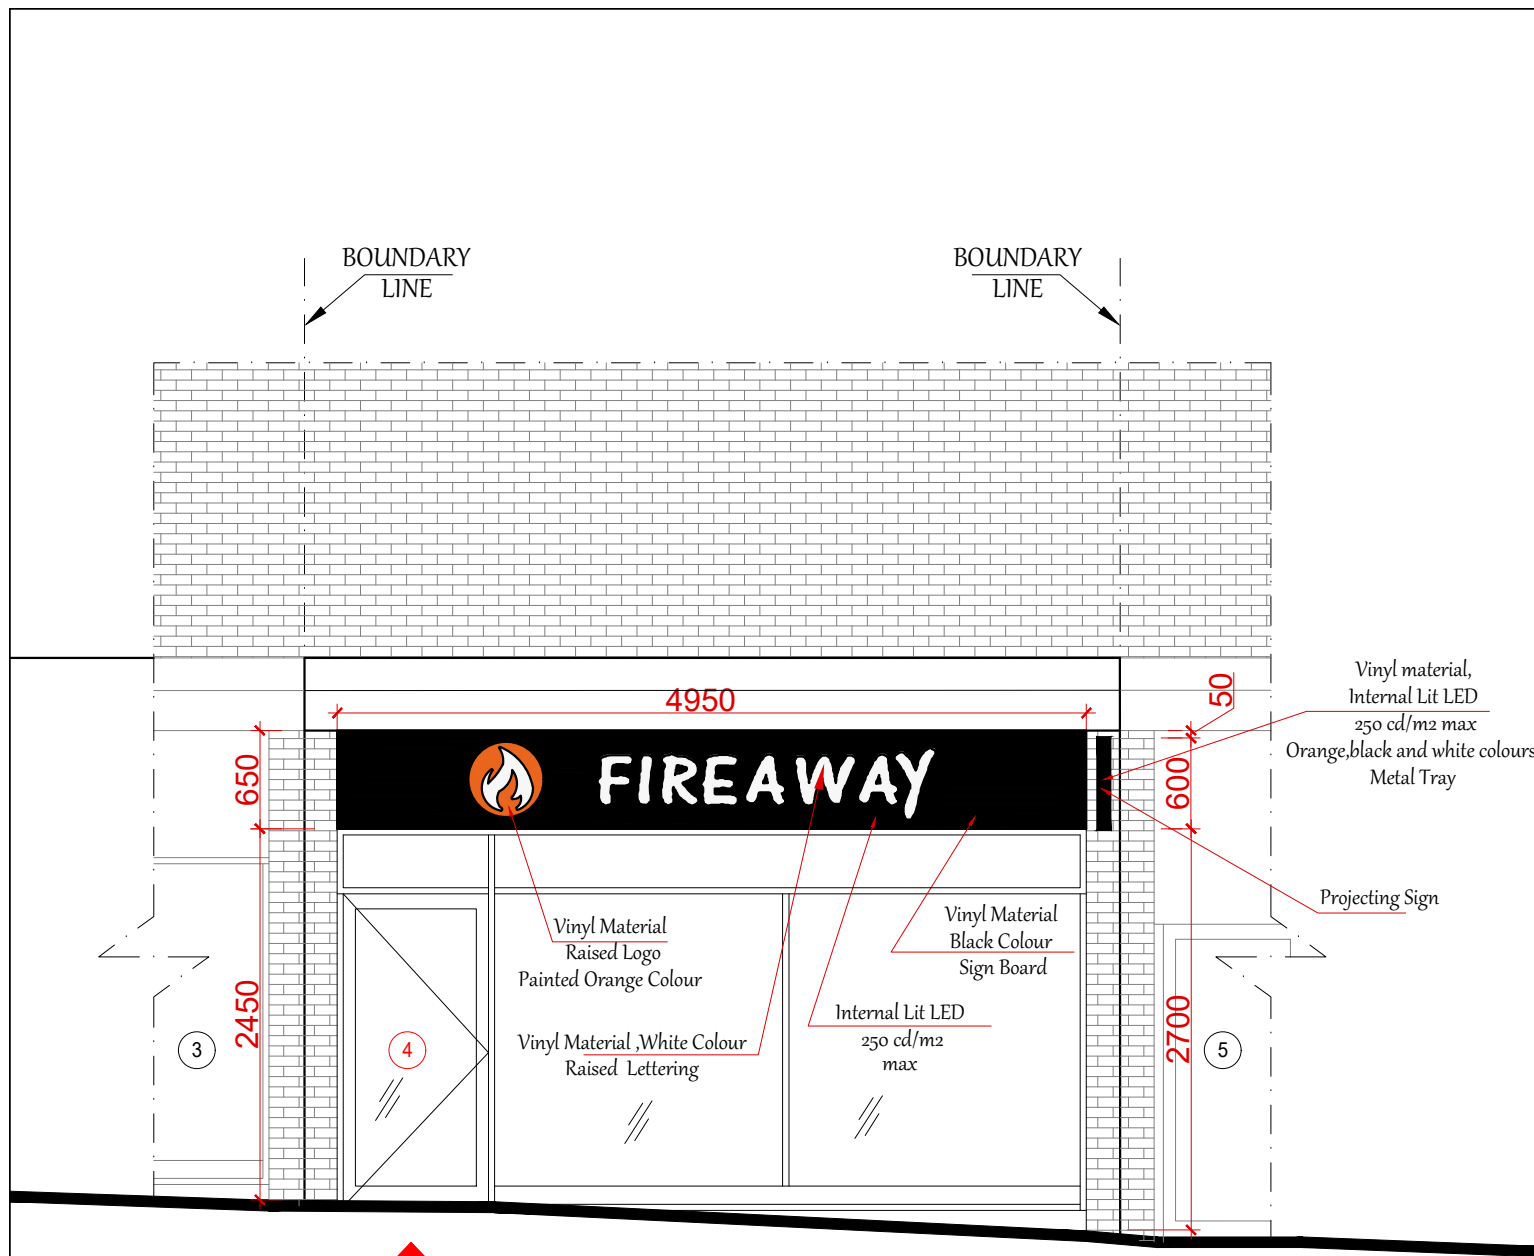 BOUNDARY
LINE
BOUNDARY
LINE
4950
50
650
600
FIREAWAY
Vinyl material,
Internal Lit LED
250 cd/m2 max
Orange,black and white colours
Metal Tray
Projecting Sign
Vinyl Material
Raised Logo
Painted Orange Colour
Vinyl Material
Black Colour
Sign Board
Internal Lit LED
250 cd/m2
max
Vinyl Material ,White Colour
Raised Lettering
2450
2700
3
4
5